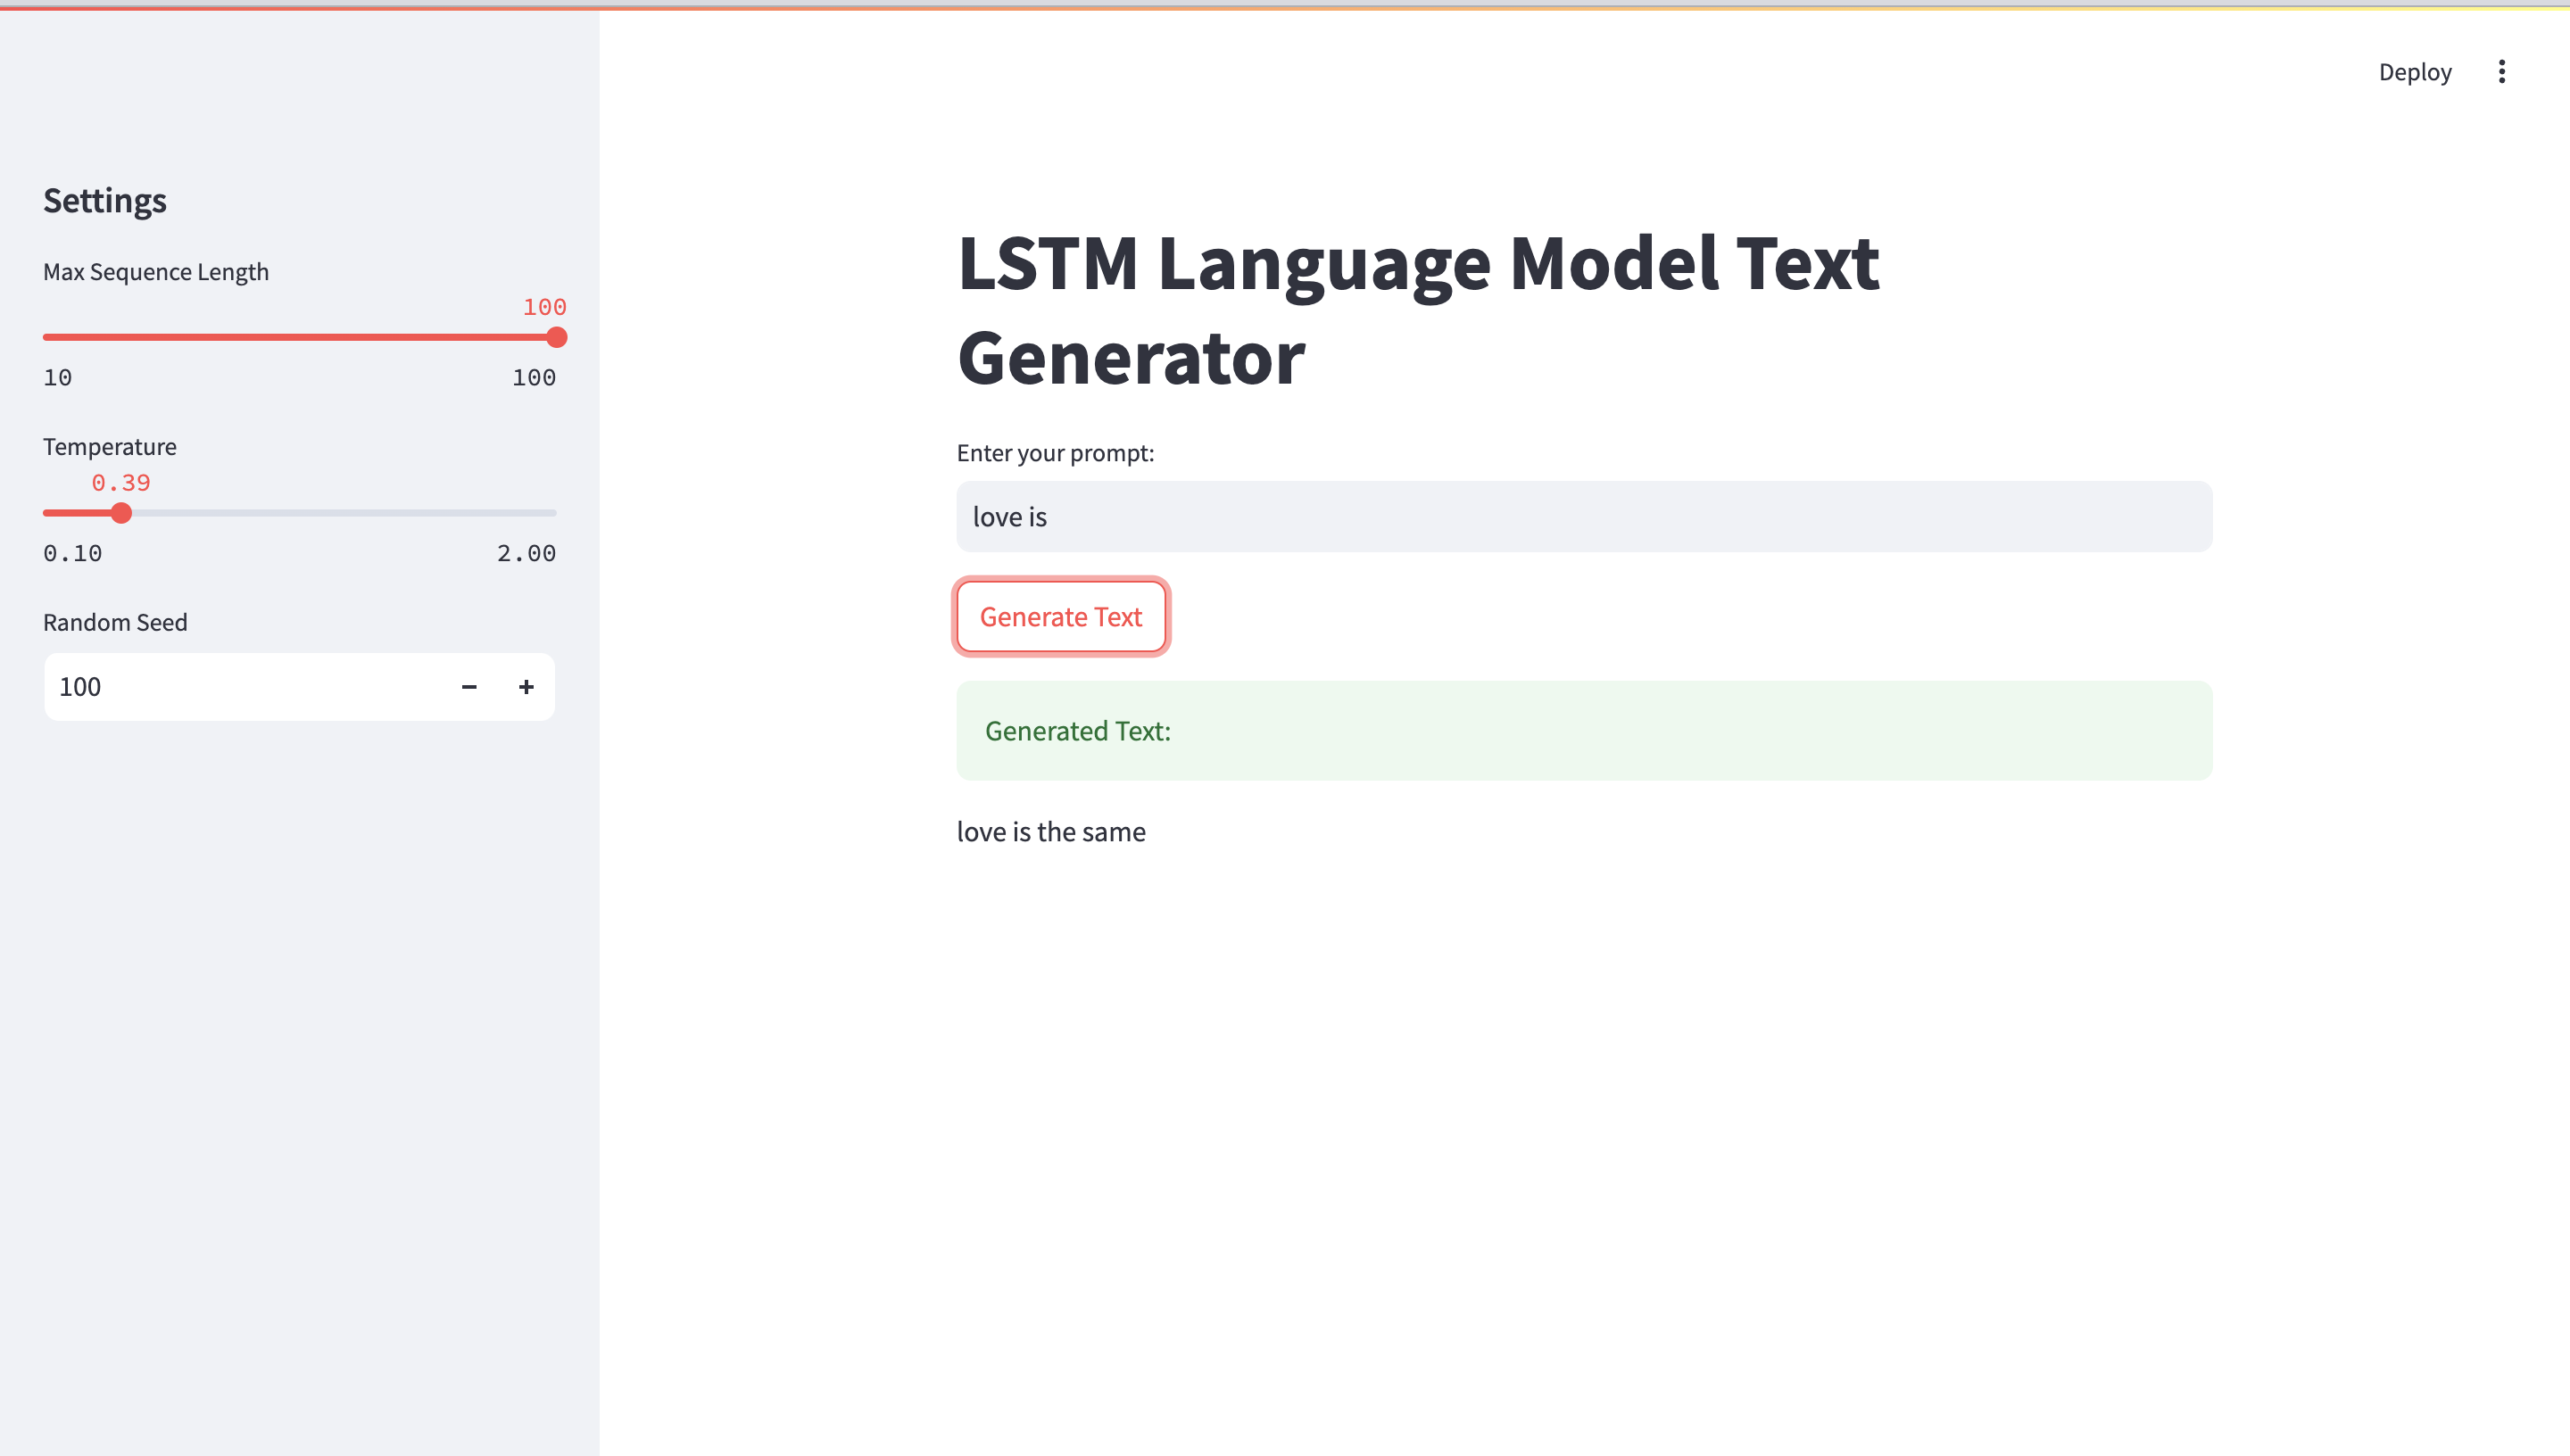 Deploy
Settings
Max Sequence Length
100
10 100
Temperature
0.39
0.10 2.00
Random Seed
100
LSTM Language Model Text
Generator
Enter your prompt:
love is
Generate Text
Generated Text:
love is the same